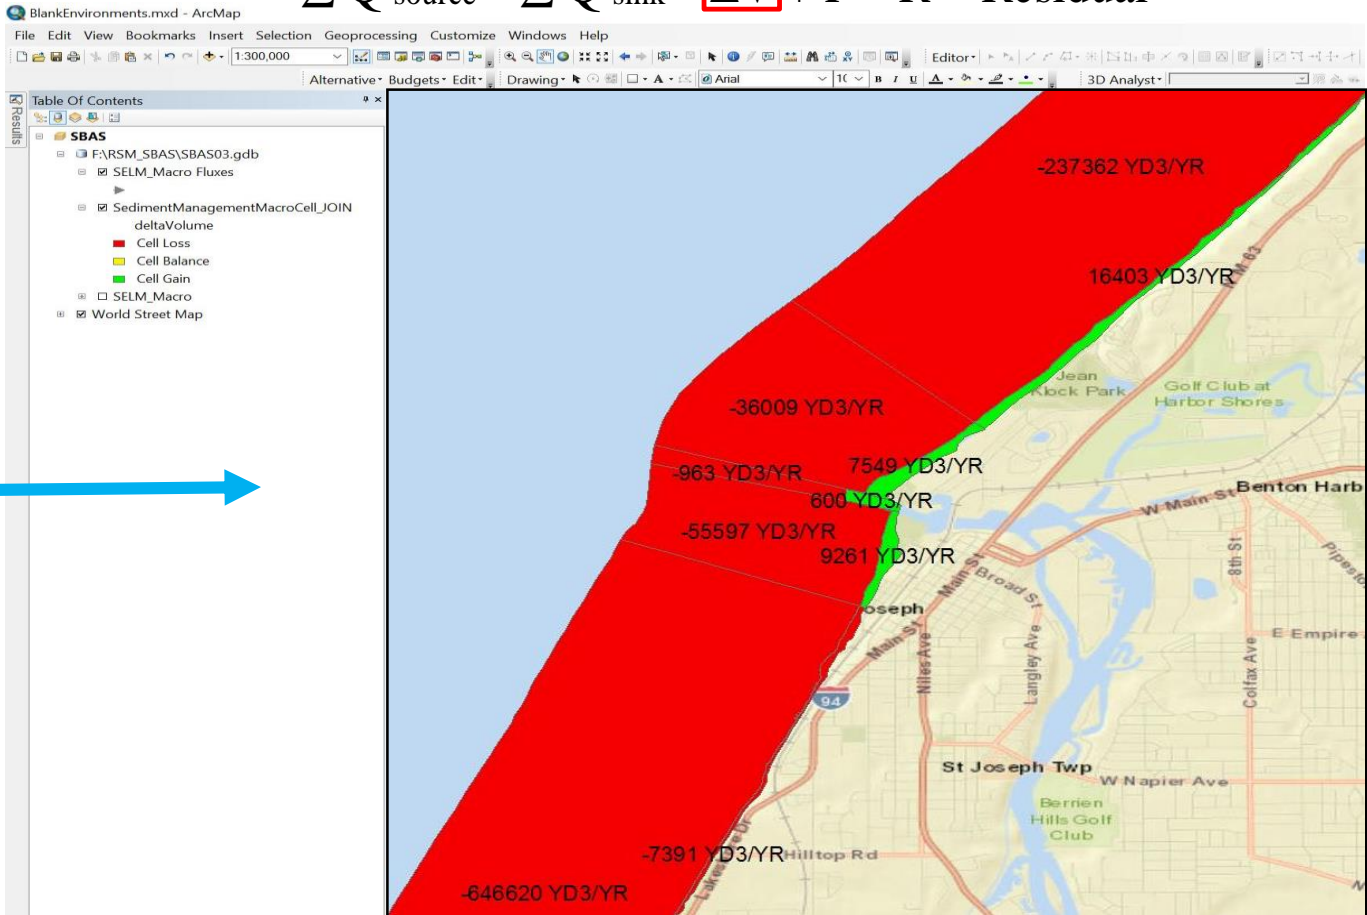 BlankEnvironments.mxd - ArcMap
File Edit View Bookmarks Insert Selection Geoprocessing Customize Windows Help
1:300,000
Editor
Alternative Budgets Edit Drawing A Arial B I U A 3D Analyst
Table Of Contents
Results
SBAS
F:\RSM_SBAS\SBAS03.gdb
SELM_Macro Fluxes
SedimentManagementMacroCell_JOIN
deltaVolume
Cell Loss
Cell Balance
Cell Gain
SELM_Macro
World Street Map
-237362 YD3/YR
M 63
16403 YD3/YR
Jean
Klock Park
Golf Club at
Harbor Shores
-36009 YD3/YR
7549 YD3/YR
-963 YD3/YR
600 YD3/YR
W Main St
Benton Harb
-55597 YD3/YR
9261 YD3/YR
Main St
Broad St
8th St
oseph
Main St
Niles Ave
Langley Ave
E Empire
Colfax Ave
94
St Joseph Twp
W Napier Ave
Berrien
Hills Golf
Club
-7391 YD3/YR
Hilltop Rd
-646620 YD3/YR